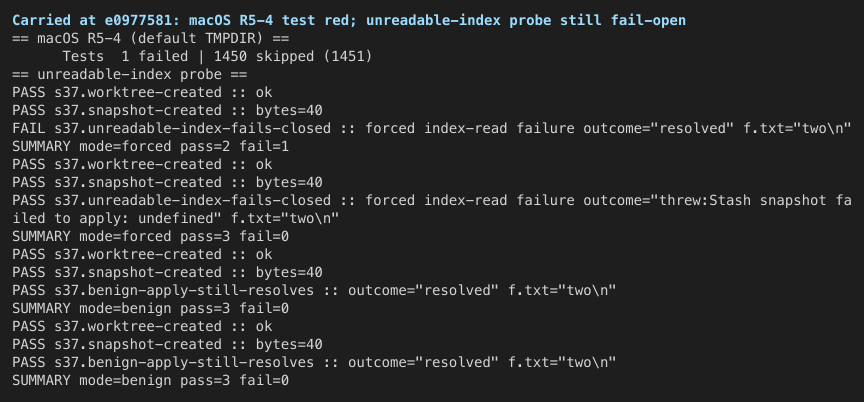 Carried at e0977581: macOS R5-4 test red; unreadable-index probe still fail-open
== macOS R5-4 (default TMPDIR) ==
      Tests  1 failed | 1450 skipped (1451)
== unreadable-index probe ==
PASS s37.worktree-created :: ok
PASS s37.snapshot-created :: bytes=40
FAIL s37.unreadable-index-fails-closed :: forced index-read failure outcome="resolved" f.txt="two\n"
SUMMARY mode=forced pass=2 fail=1
PASS s37.worktree-created :: ok
PASS s37.snapshot-created :: bytes=40
PASS s37.unreadable-index-fails-closed :: forced index-read failure outcome="threw:Stash snapshot fa
iled to apply: undefined" f.txt="two\n"
SUMMARY mode=forced pass=3 fail=0
PASS s37.worktree-created :: ok
PASS s37.snapshot-created :: bytes=40
PASS s37.benign-apply-still-resolves :: outcome="resolved" f.txt="two\n"
SUMMARY mode=benign pass=3 fail=0
PASS s37.worktree-created :: ok
PASS s37.snapshot-created :: bytes=40
PASS s37.benign-apply-still-resolves :: outcome="resolved" f.txt="two\n"
SUMMARY mode=benign pass=3 fail=0